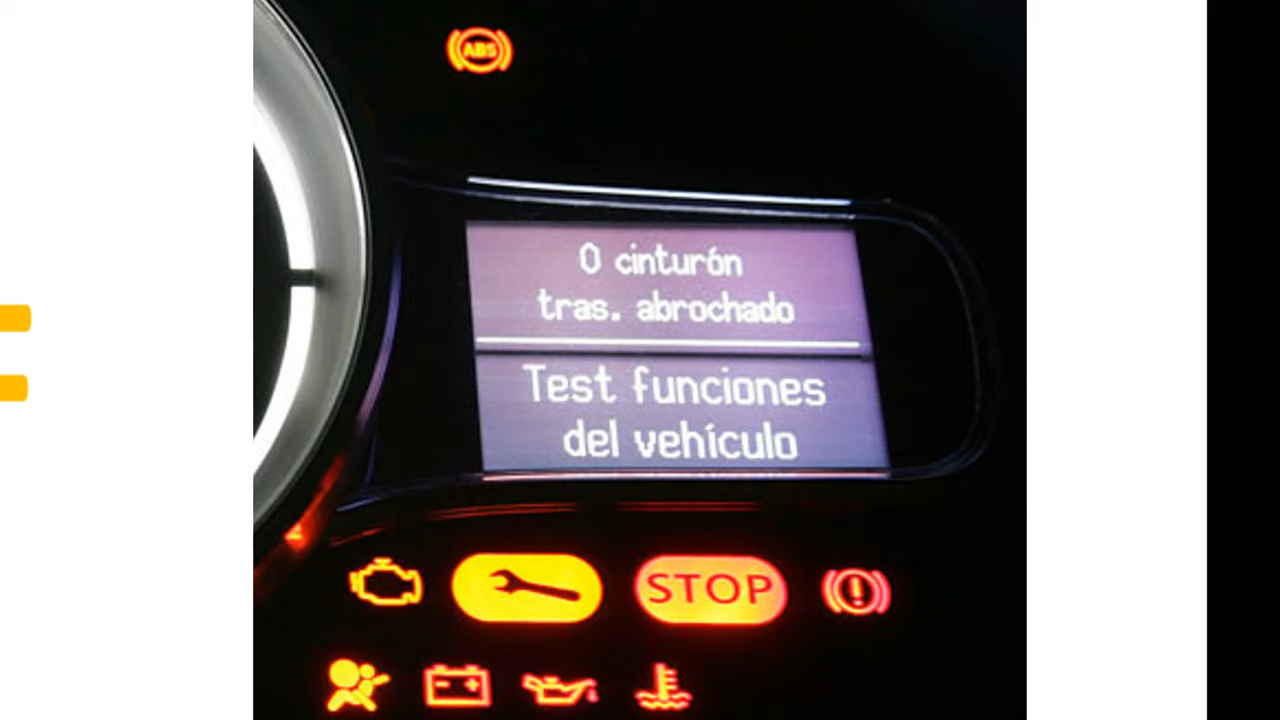 ABS
0 cinturón
tras. abrochado
Test funciones
del vehículo
STOP